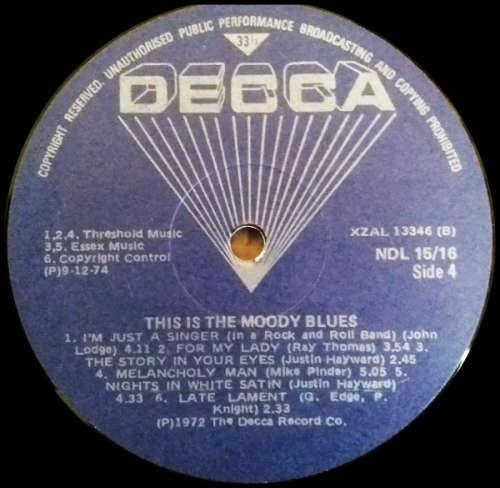 COPYRIGHT RESERVED. UNAUTHORISED PUBLIC PERFORMANCE BROADCASTING AND COPYING PROHIBITED
33⅓
DECCA
1,2,4. Threshold Music
3,5. Essex Music
6. Copyright Control
(P)9-12-74
XZAL 13346 (B)
NDL 15/16
Side 4
THIS IS THE MOODY BLUES
1. I'M JUST A SINGER (In a Rock and Roll Band) (John
Lodge) 4.11 2. FOR MY LADY (Ray Thomas) 3.54 3.
THE STORY IN YOUR EYES (Justin Hayward) 2.45
4. MELANCHOLY MAN (Mike Pinder) 5.05 5.
NIGHTS IN WHITE SATIN (Justin Hayward)
4.33 6. LATE LAMENT (G. Edge, P.
Knight) 2.33
(P)1972 The Decca Record Co.